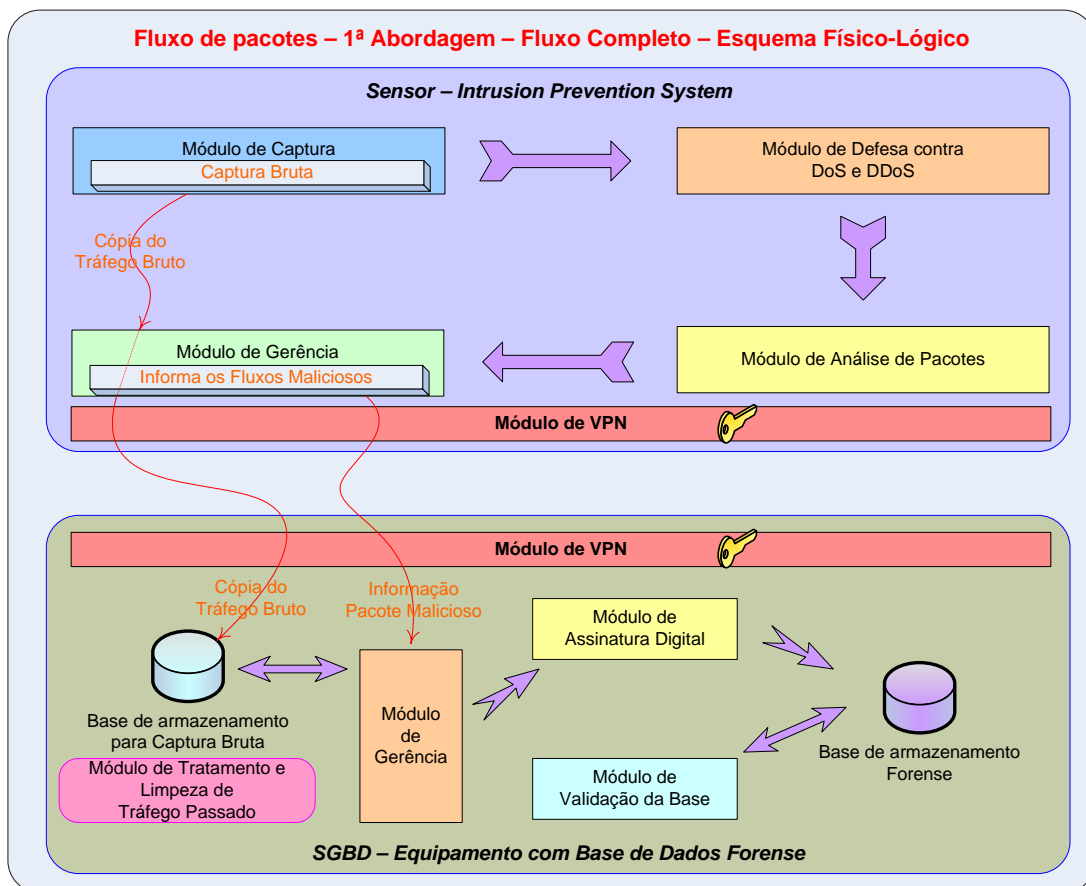 Fluxo de pacotes – 1ª Abordagem – Fluxo Completo – Esquema Físico-Lógico
Sensor – Intrusion Prevention System
Módulo de Captura
Captura Bruta
Módulo de Defesa contra
DoS e DDoS
Cópia do
Tráfego Bruto
Módulo de Gerência
Informa os Fluxos Maliciosos
Módulo de Análise de Pacotes
Módulo de VPN
Módulo de VPN
Cópia do
Tráfego Bruto
Informação
Pacote Malicioso
Módulo de
Assinatura Digital
Base de armazenamento
para Captura Bruta
Módulo de Tratamento e
Limpeza de
Tráfego Passado
Módulo
de
Gerência
Módulo de
Validação da Base
Base de armazenamento
Forense
SGBD – Equipamento com Base de Dados Forense